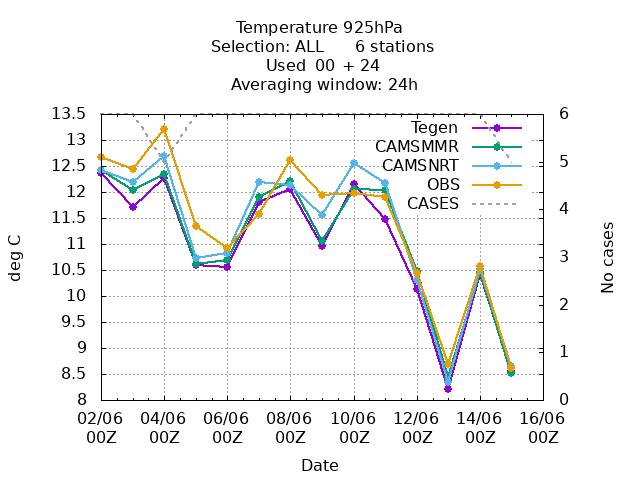 Temperature 925hPa
Selection: ALL      6 stations
Used  00  + 24
Averaging window: 24h
13.5
13
12.5
12
11.5
11
10.5
10
9.5
9
8.5
8
deg C
6
5
4
3
2
1
0
No cases
Tegen
CAMSMMR
CAMSNRT
OBS
CASES
02/06 04/06 06/06 08/06 10/06 12/06 14/06 16/06
00Z 00Z 00Z 00Z 00Z 00Z 00Z 00Z
Date